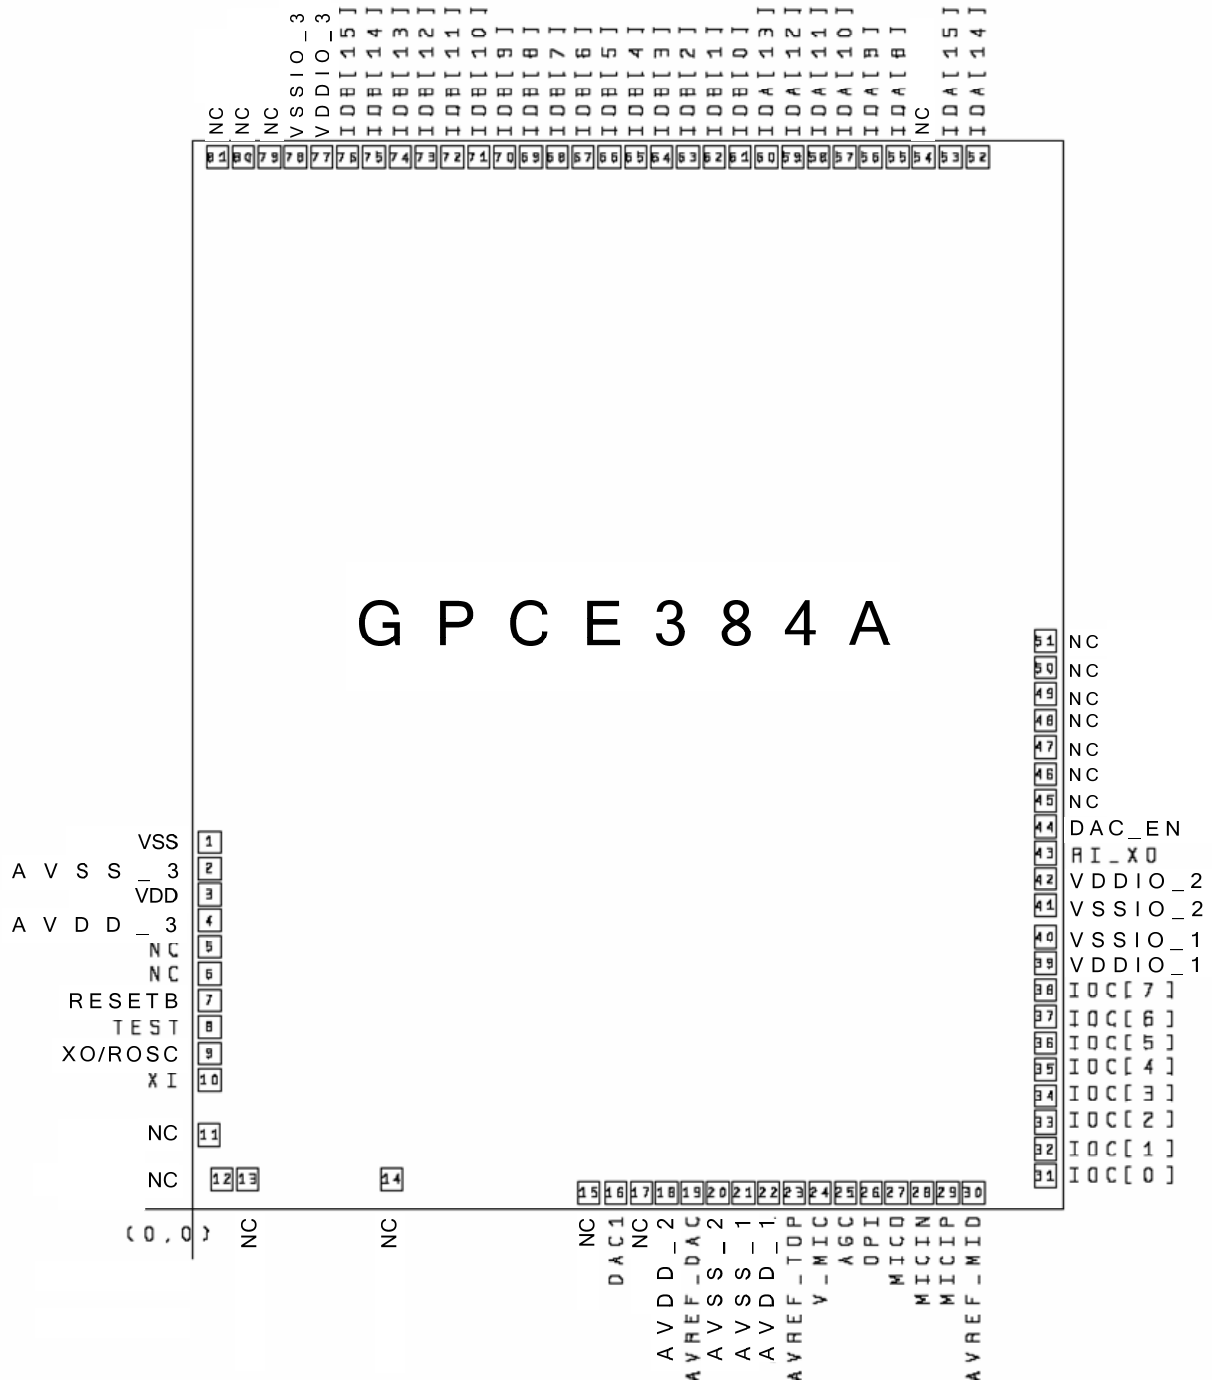 NC
NC
NC
VSSIO_3
VDDIO_3
IOB[15]
IOB[14]
IOB[13]
IOB[12]
IOB[11]
IOB[10]
IOB[9]
IOB[8]
IOB[7]
IOB[6]
IOB[5]
IOB[4]
IOB[3]
IOB[2]
IOB[1]
IOB[0]
IOA[13]
IOA[12]
IOA[11]
IOA[10]
IOA[9]
IOA[8]
NC
IOA[15]
IOA[14]
81 80 79 78 77 76 75 74 73 72 71 70 69 68 67 66 65 64 63 62 61 60 59 58 57 56 55 54 53 52
GPCE384A
51 NC
50 NC
49 NC
48 NC
47 NC
46 NC
45 NC
44 DAC_EN
43 RI_XO
42 VDDIO_2
41 VSSIO_2
40 VSSIO_1
39 VDDIO_1
38 IOC[7]
37 IOC[6]
36 IOC[5]
35 IOC[4]
34 IOC[3]
33 IOC[2]
32 IOC[1]
31 IOC[0]
VSS 1
AVSS_3 2
VDD 3
AVDD_3 4
NC 5
NC 6
RESETB 7
TEST 8
XO/ROSC 9
XI 10
NC 11
NC 12 13 14
15 16 17 18 19 20 21 22 23 24 25 26 27 28 29 30
(0,0)
NC
NC
NC
DAC1
NC
AVDD_2
AVREF_DAC
AVSS_2
AVSS_1
AVDD_1
AVREF_TOP
V_MIC
AGC
OPI
MICO
MICIN
MICIP
AVREF_MID